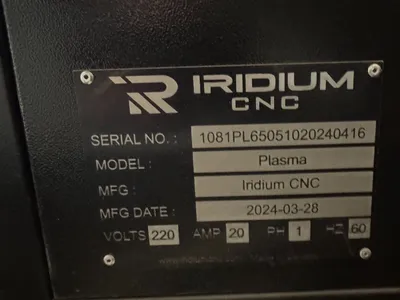 IRIDIUM
CNC
SERIAL NO. : 1081PL65051020240416
MODEL : Plasma
MFG : Iridium CNC
MFG DATE : 2024-03-28
VOLTS 220 AMP 20 PH 1 HZ 60